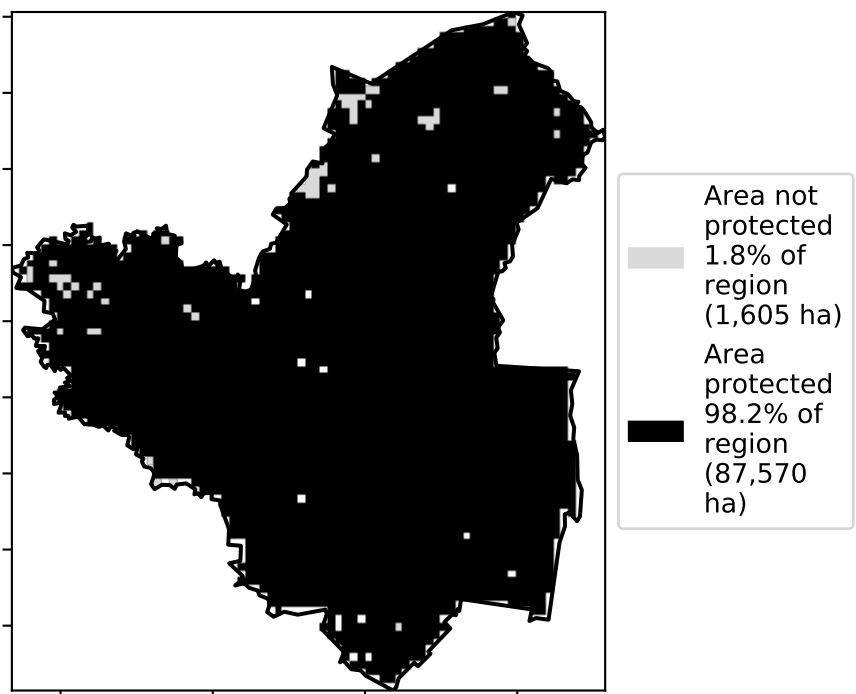 Area not
protected
1.8% of
region
(1,605 ha)
Area
protected
98.2% of
region
(87,570
ha)